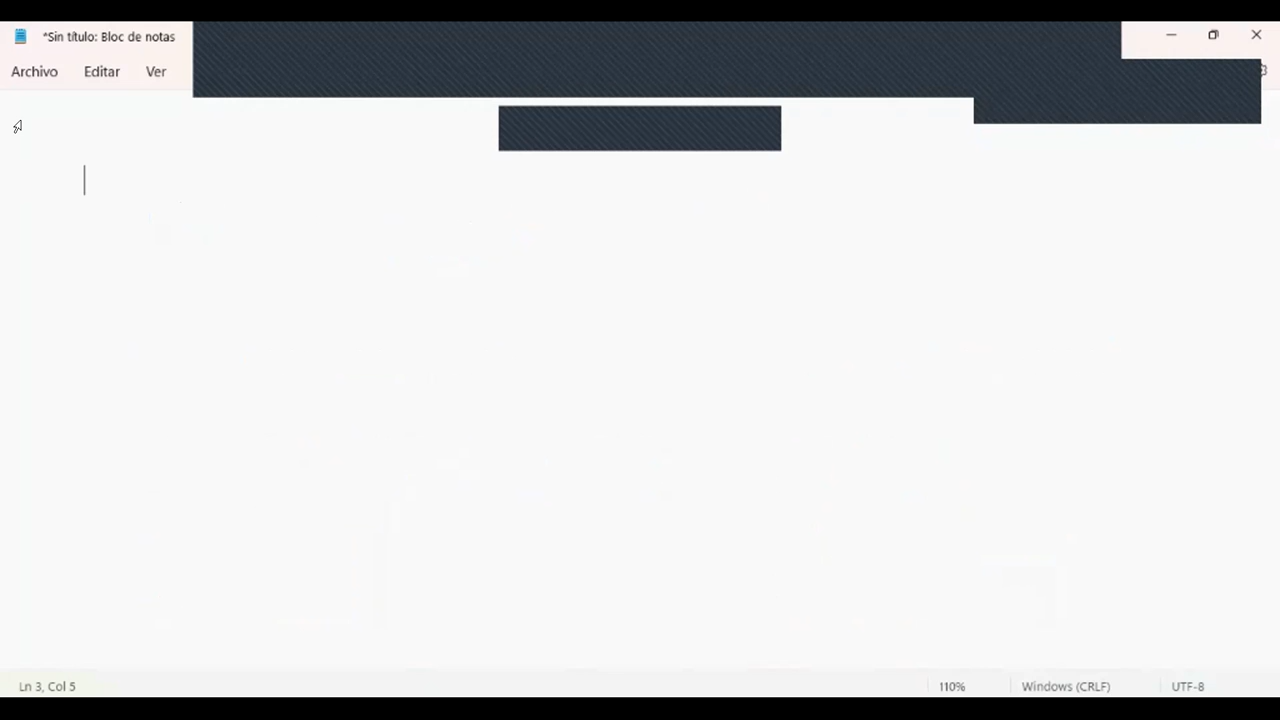 *Sin título: Bloc de notas
Archivo Editar Ver
Ln 3, Col 5 110% Windows (CRLF) UTF-8